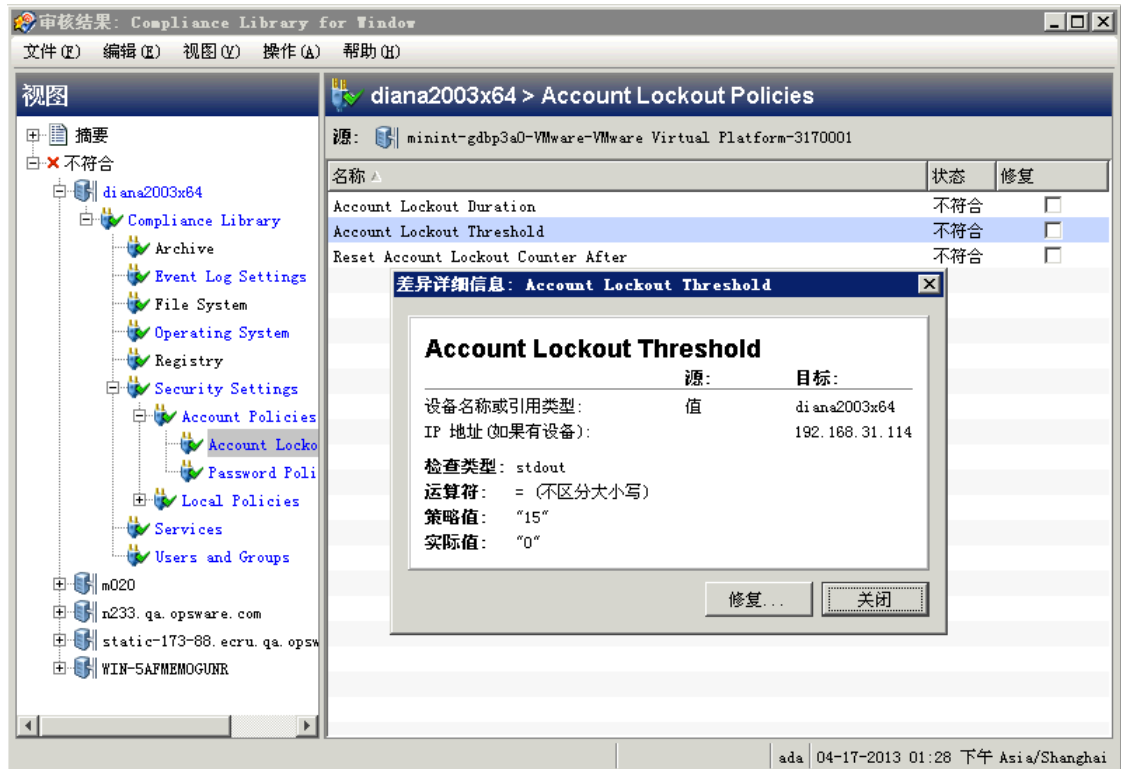 审核结果: Compliance Library for Window
文件(F) 编辑(E) 视图(V) 操作(A) 帮助(H)
视图
摘要
不符合
diana2003x64
Compliance Library
Archive
Event Log Settings
File System
Operating System
Registry
Security Settings
Account Policies
Account Locko
Password Poli
Local Policies
Services
Users and Groups
m020
n233.qa.opsware.com
static-173-88.ecru.qa.opsw
WIN-5AFMEMOGUNR
diana2003x64 > Account Lockout Policies
源: minint-gdbp3a0-VMware-VMware Virtual Platform-3170001
名称 状态 修复
Account Lockout Duration 不符合
Account Lockout Threshold 不符合
Reset Account Lockout Counter After 不符合
差异详细信息: Account Lockout Threshold
Account Lockout Threshold
源: 目标:
设备名称或引用类型: 值 diana2003x64
IP 地址(如果有设备): 192.168.31.114
检查类型: stdout
运算符: = (不区分大小写)
策略值: "15"
实际值: "0"
修复... 关闭
ada 04-17-2013 01:28 下午 Asia/Shanghai